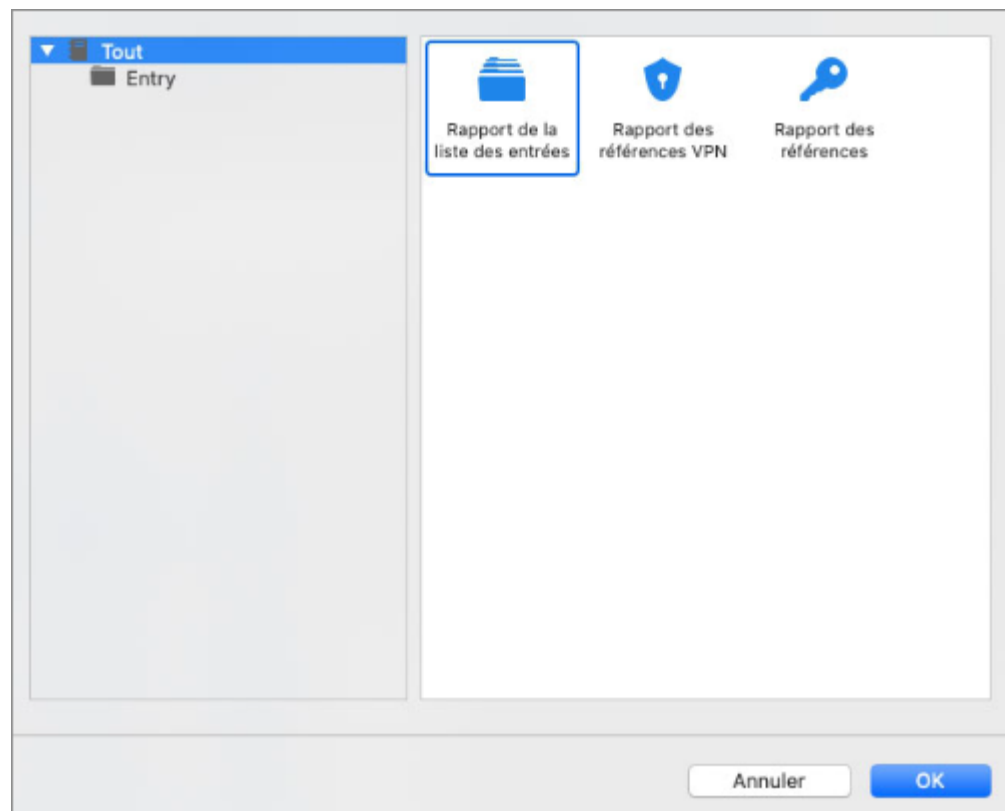 Tout
Entry
Rapport de la
liste des entrées
Rapport des
références VPN
Rapport des
références
Annuler
OK